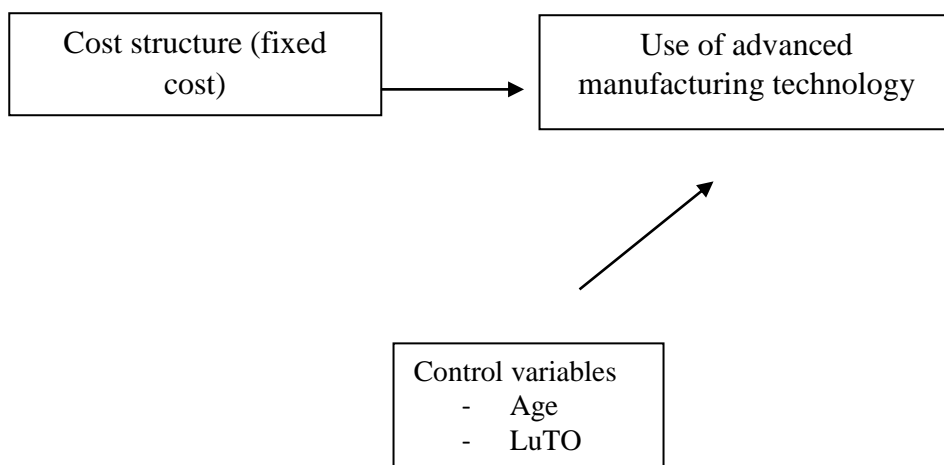 Cost structure (fixed
cost)
Use of advanced
manufacturing technology
Control variables
- Age
- LuTO